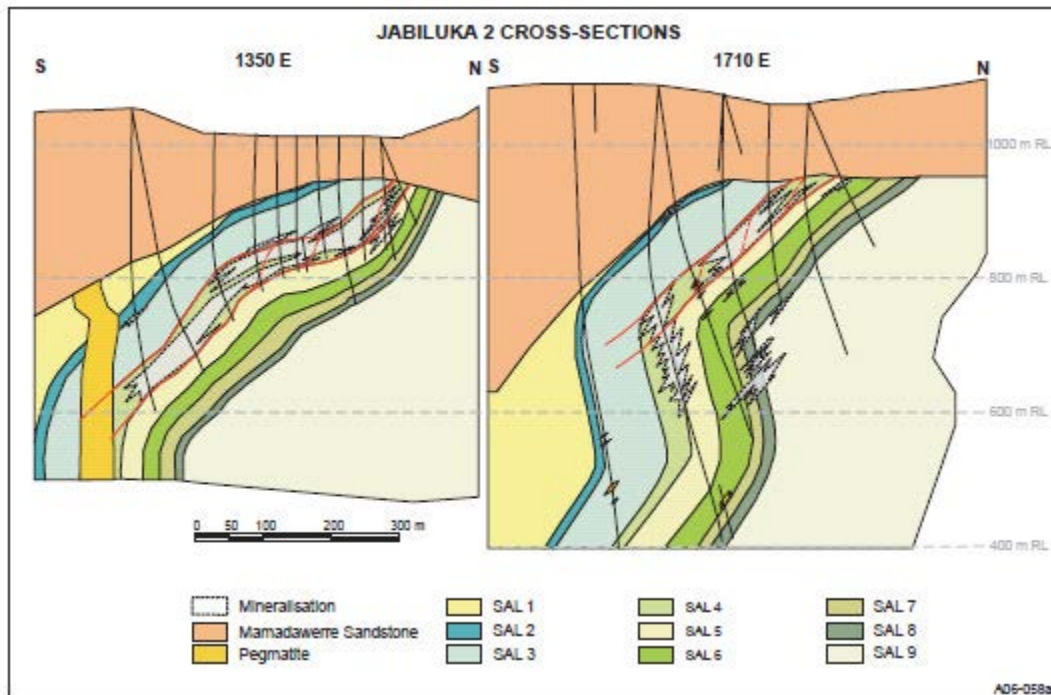 JABILUKA 2 CROSS-SECTIONS
S 1350 E N
S 1710 E N
1000 m RL
800 m RL
600 m RL
400 m RL
0 50 100 200 300 m
Mineralisation
Mamadawerre Sandstone
Pegmatite
SAL 1
SAL 2
SAL 3
SAL 4
SAL 5
SAL 6
SAL 7
SAL 8
SAL 9
A05-058a